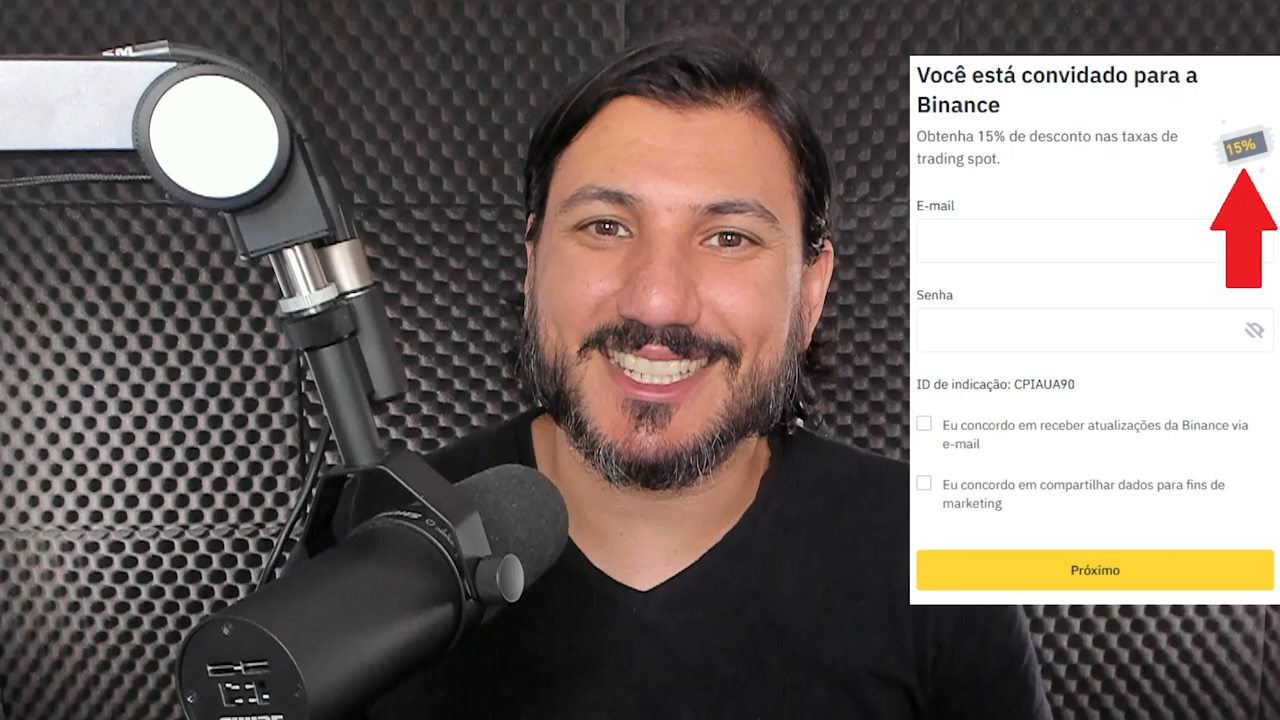 Você está convidado para a
Binance
Obtenha 15% de desconto nas taxas de
trading spot.
15%
E-mail
Senha
ID de indicação: CPIAUA90
Eu concordo em receber atualizações da Binance via
e-mail
Eu concordo em compartilhar dados para fins de
marketing
Próximo